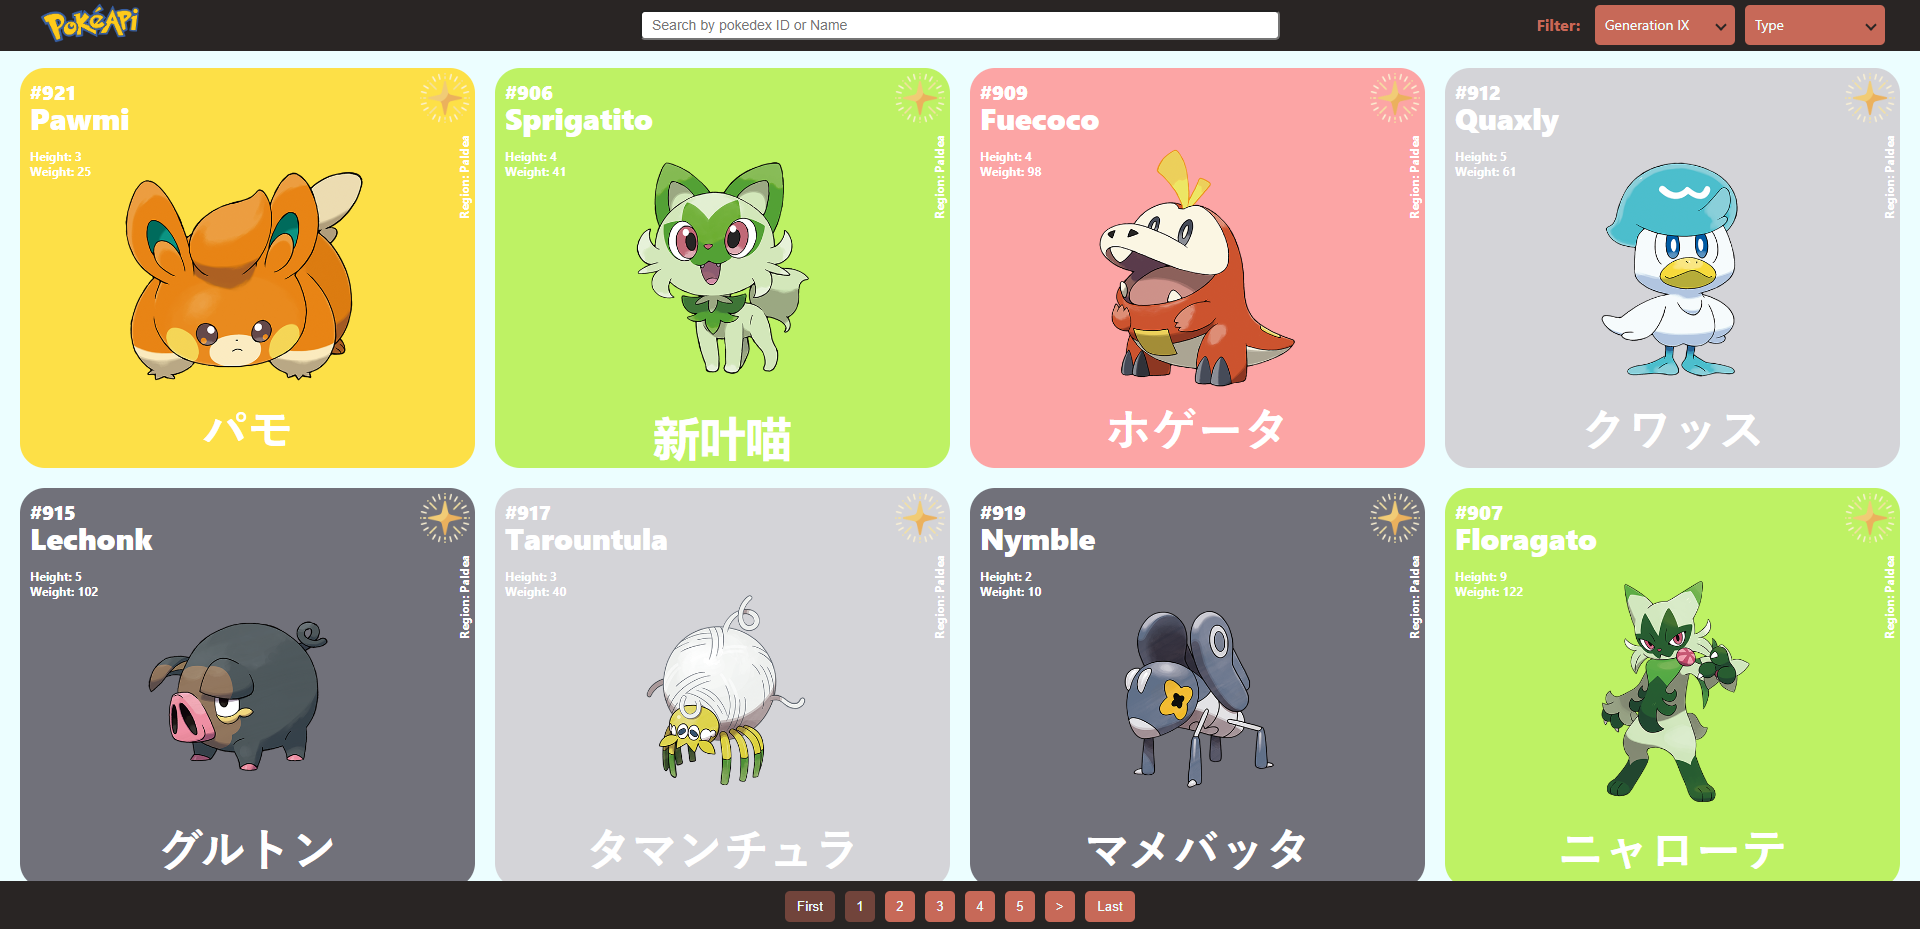 PokéApi
Search by pokedex ID or Name
Filter:
Generation IX
Type
#921
Pawmi
Height: 3
Weight: 25
Region: Paldea
パモ
#906
Sprigatito
Height: 4
Weight: 41
Region: Paldea
新叶喵
#909
Fuecoco
Height: 4
Weight: 98
Region: Paldea
ホゲータ
#912
Quaxly
Height: 5
Weight: 61
Region: Paldea
クワッス
#915
Lechonk
Height: 5
Weight: 102
Region: Paldea
グルトン
#917
Tarountula
Height: 3
Weight: 40
Region: Paldea
タマンチュラ
#919
Nymble
Height: 2
Weight: 10
Region: Paldea
マメバッタ
#907
Floragato
Height: 9
Weight: 122
Region: Paldea
ニャローテ
First 1 2 3 4 5 > Last